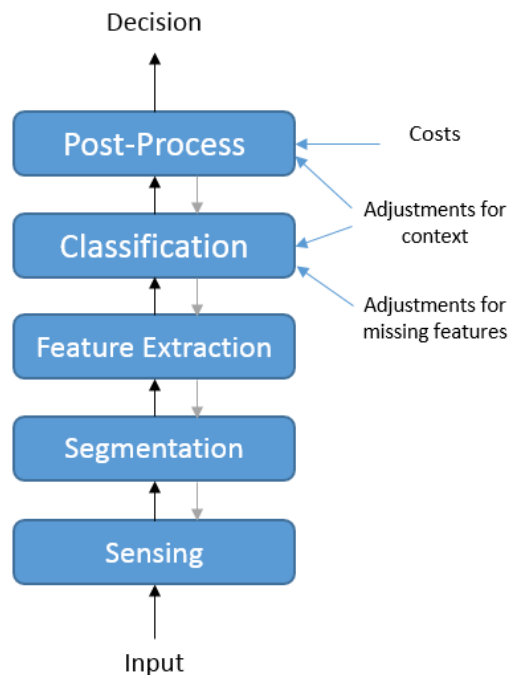 Decision
Post-Process
Costs
Adjustments for
context
Classification
Adjustments for
missing features
Feature Extraction
Segmentation
Sensing
Input